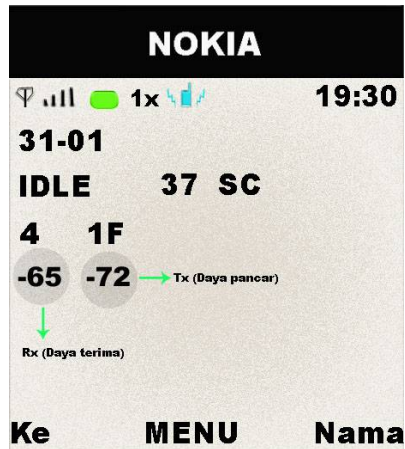 NOKIA
1x 19:30
31-01
IDLE 37 SC
4 1F
-65 -72 Tx (Daya pancar)
Rx (Daya terima)
Ke MENU Nama